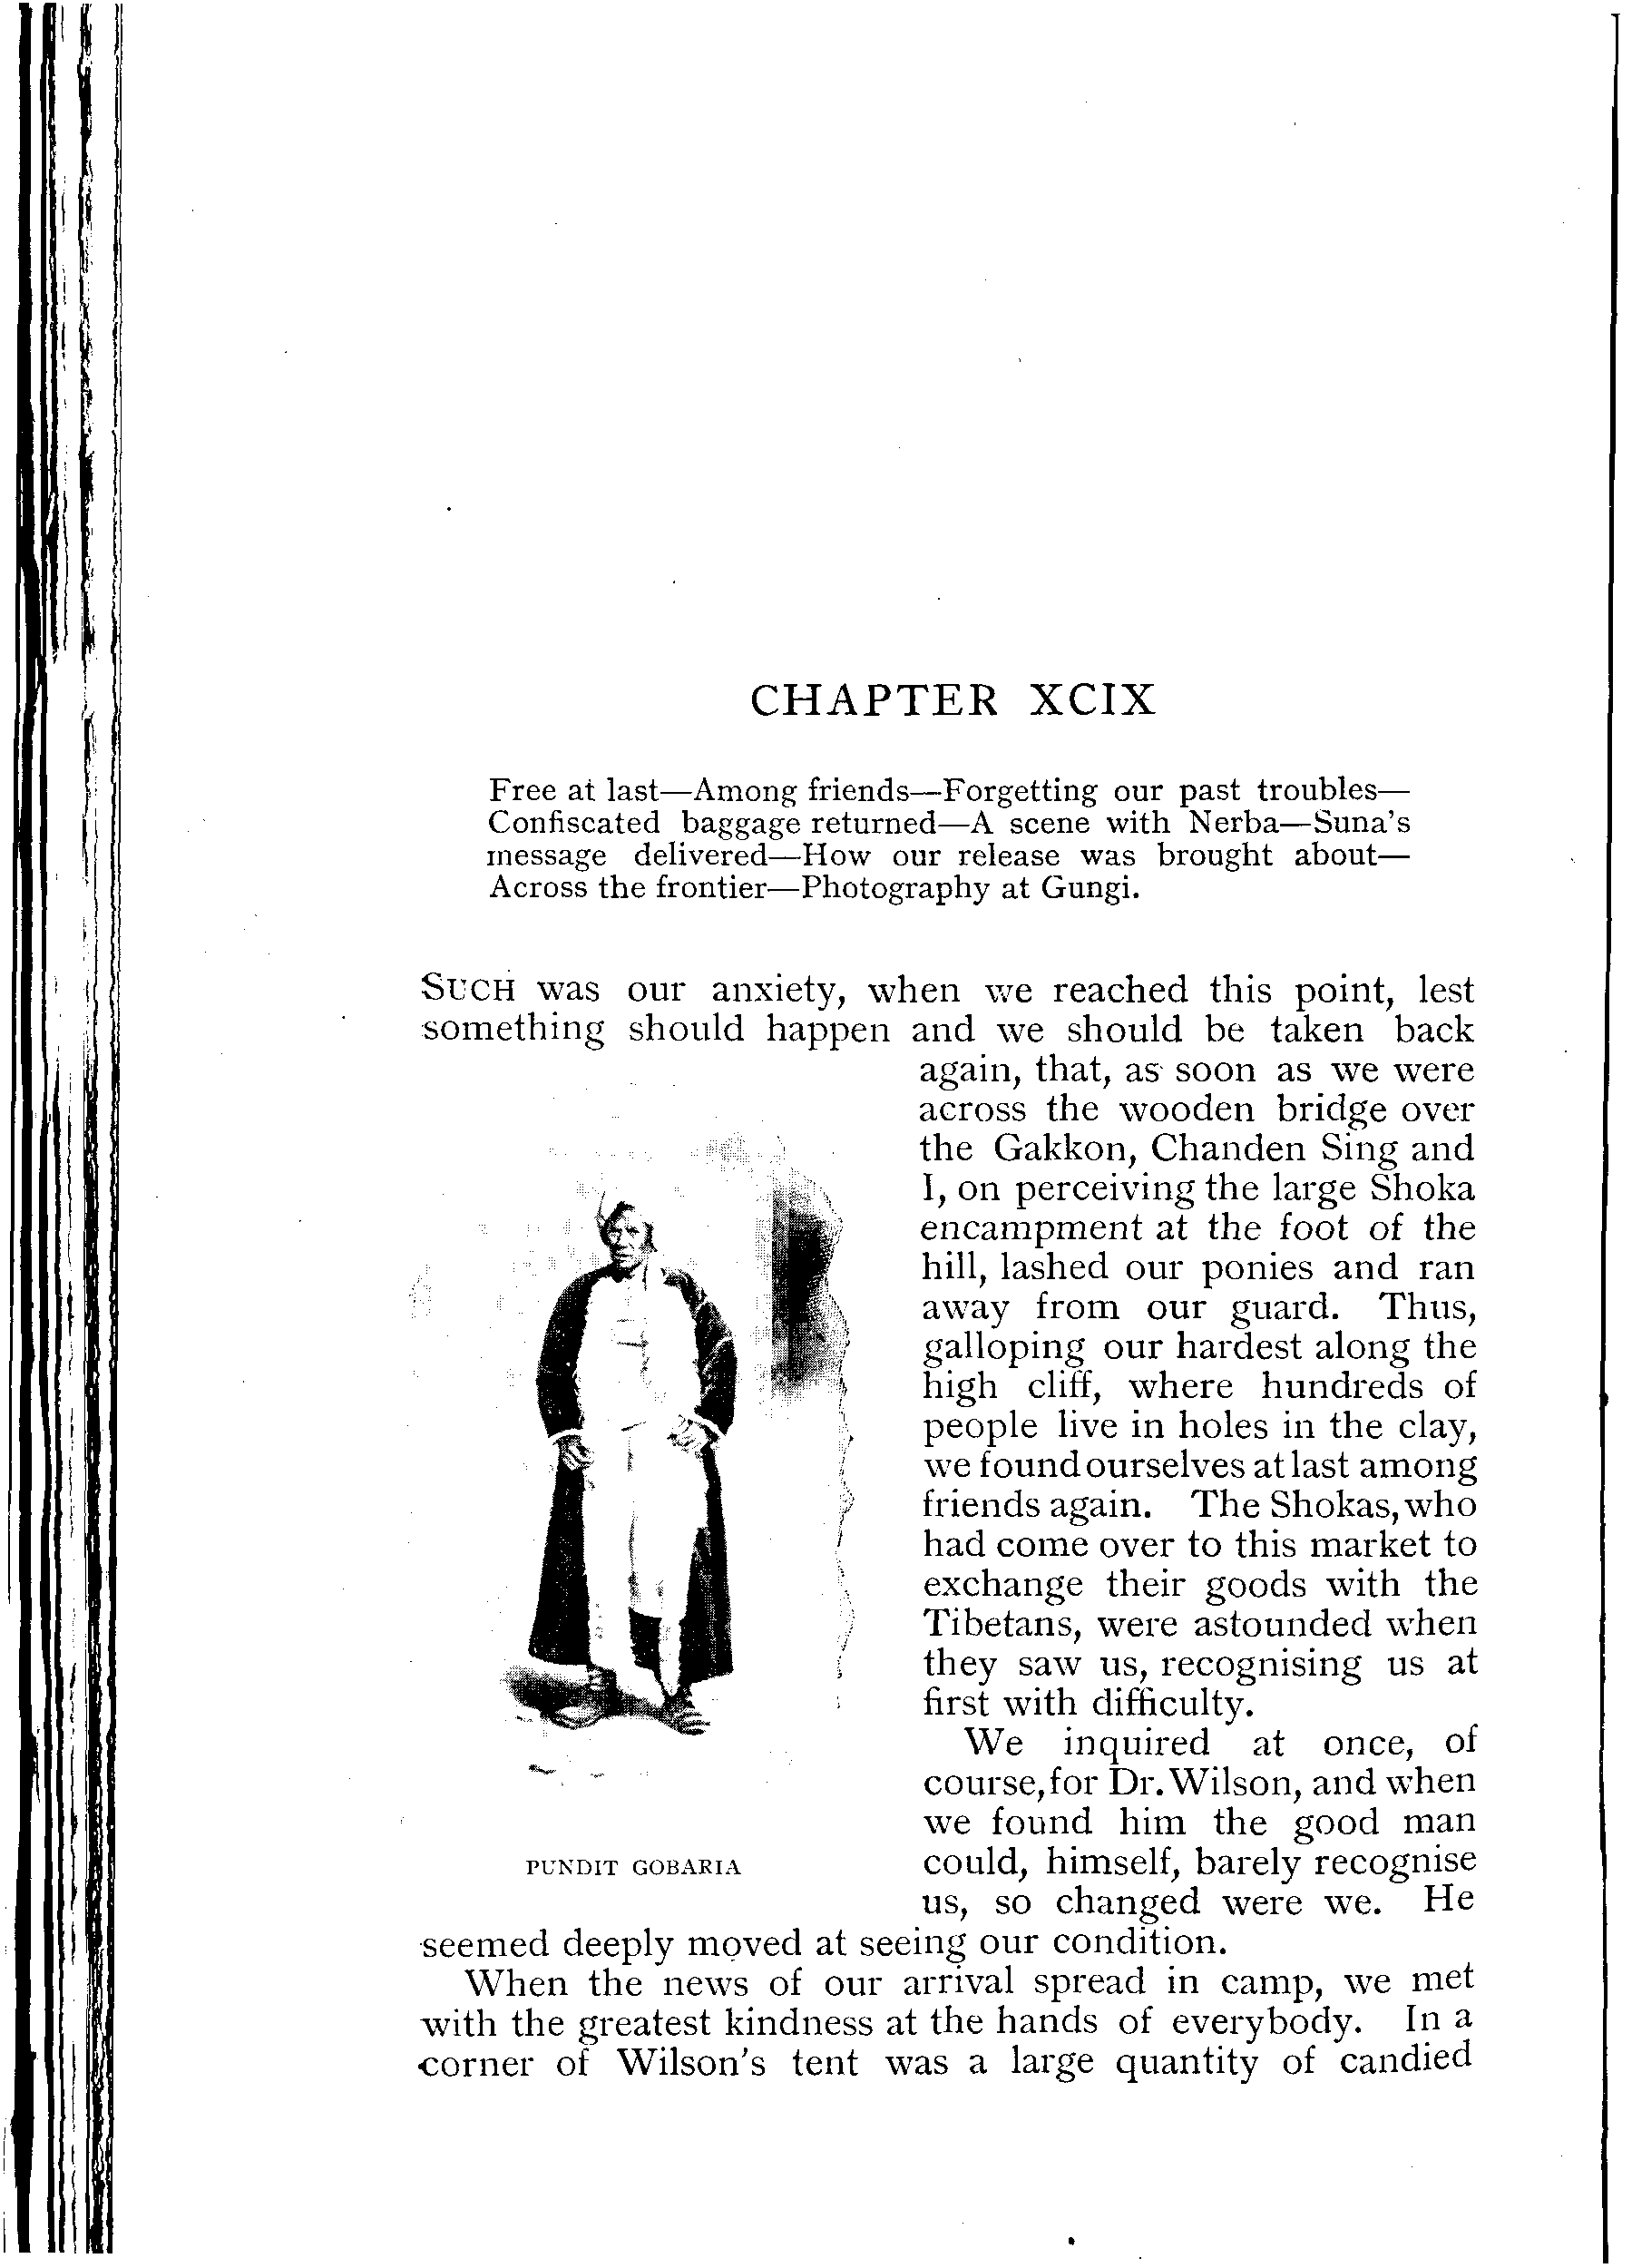 CHAPTER XCIX
Free at last—Among friends—Forgetting our past troubles—
Confiscated baggage returned—A scene with Nerba—Suna's
message delivered—How our release was brought about—
Across the frontier—Photography at Gungi.
SUCH was our anxiety, when we reached this point, lest
something should happen and we should be taken back
again, that, as soon as we were
across the wooden bridge over
the Gakkon, Chanden Sing and
I, on perceiving the large Shoka
encampment at the foot of the
hill, lashed our ponies and ran
away from our guard. Thus,
galloping our hardest along the
high cliff, where hundreds of
people live in holes in the clay,
we found ourselves at last among
friends again. The Shokas, who
had come over to this market to
exchange their goods with the
Tibetans, were astounded when
they saw us, recognising us at
first with difficulty.
We inquired at once, of
course, for Dr. Wilson, and when
we found him the good man
could, himself, barely recognise
us, so changed were we. He
PUNDIT GOBARIA
seemed deeply moved at seeing our condition.
When the news of our arrival spread in camp, we met
with the greatest kindness at the hands of everybody. In a
corner of Wilson's tent was a large quantity of candied